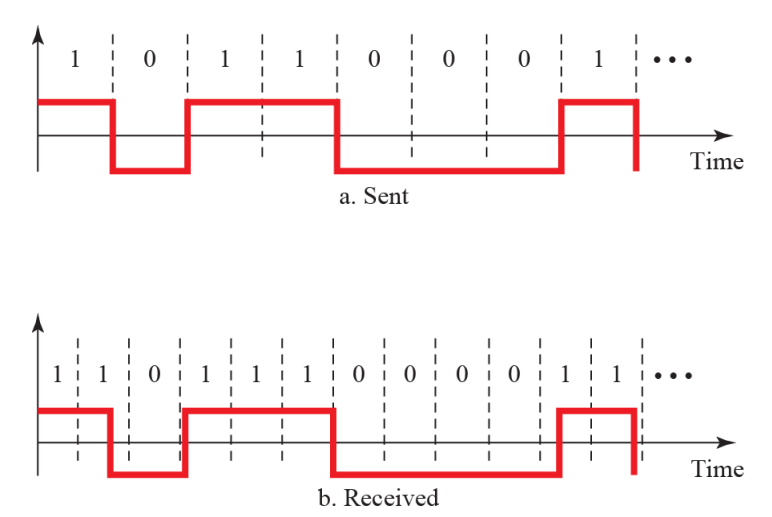 1 0 1 1 0 0 0 1 •••
Time
a. Sent
1 1 0 1 1 1 0 0 0 0 1 1 •••
Time
b. Received